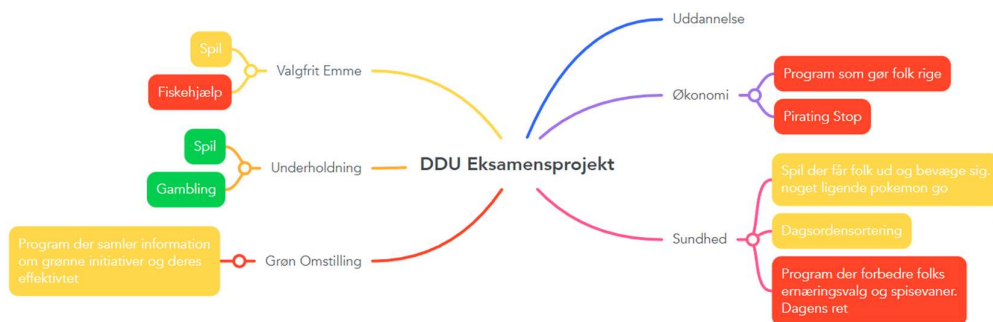 DDU Eksamensprojekt
Valgfrit Emme
Spil
Fiskehjælp
Underholdning
Spil
Gambling
Grøn Omstilling
Program der samler information
om grønne initiativer og deres
effektivtet
Uddannelse
Økonomi
Program som gør folk rige
Pirating Stop
Sundhed
Spil der får folk ud og bevæge sig.
noget ligende pokemon go
Dagsordensortering
Program der forbedre folks
ernæringsvalg og spisevaner.
Dagens ret